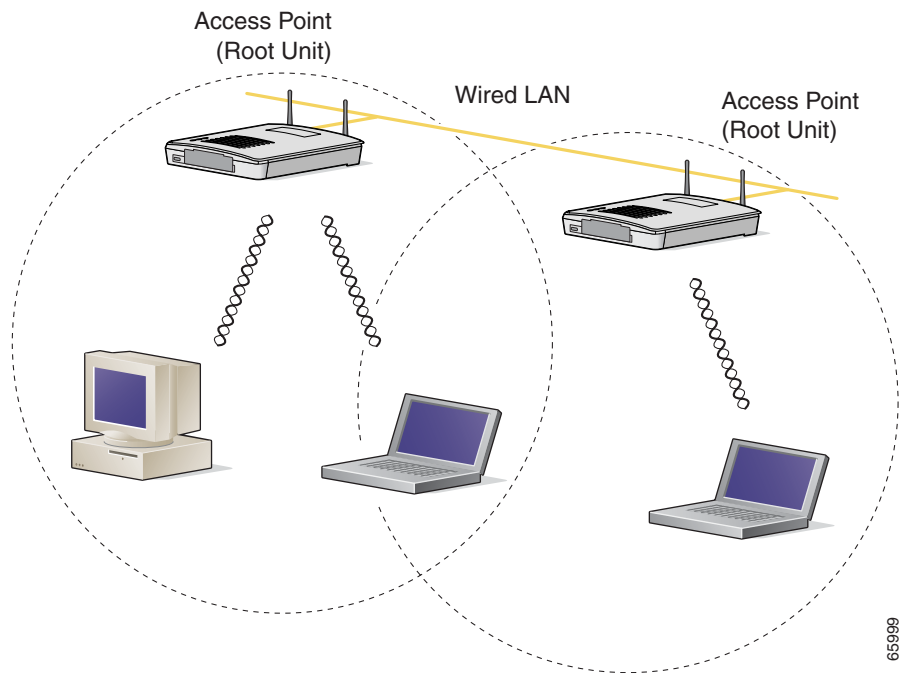 Access Point
(Root Unit)
Wired LAN
Access Point
(Root Unit)
65999